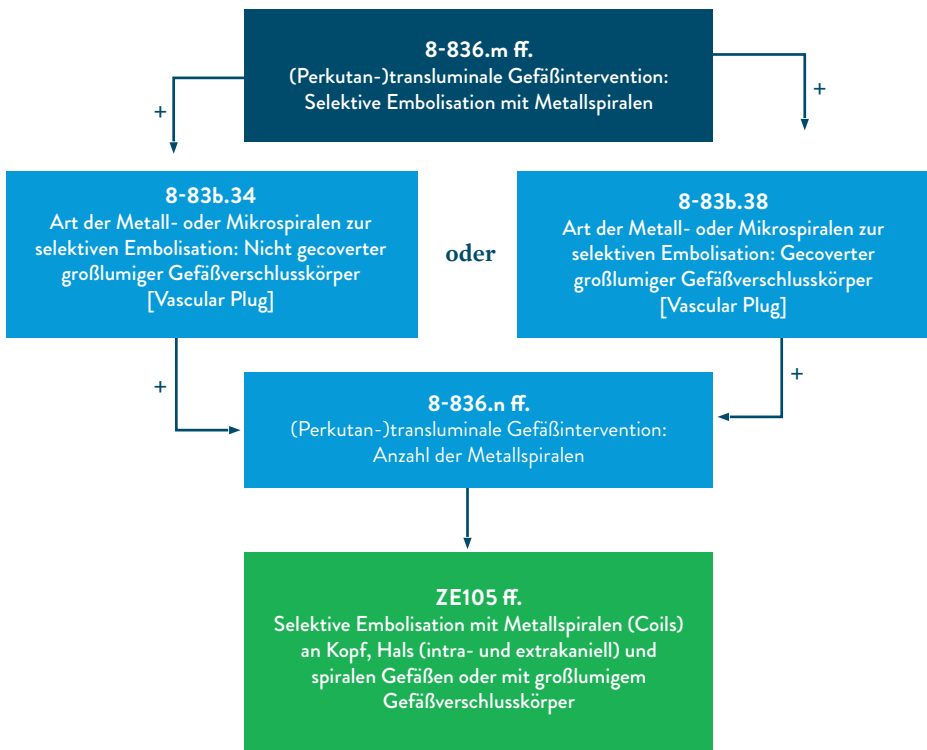 8-836.m ff.
(Perkutan-)transluminale Gefäßintervention:
Selektive Embolisation mit Metallspiralen
+
+
8-83b.34
Art der Metall- oder Mikrospiralen zur
selektiven Embolisation: Nicht gecoverter
großlumiger Gefäßverschlusskörper
[Vascular Plug]
oder
8-83b.38
Art der Metall- oder Mikrospiralen zur
selektiven Embolisation: Gecoverter
großlumiger Gefäßverschlusskörper
[Vascular Plug]
+
+
8-836.n ff.
(Perkutan-)transluminale Gefäßintervention:
Anzahl der Metallspiralen
ZE105 ff.
Selektive Embolisation mit Metallspiralen (Coils)
an Kopf, Hals (intra- und extrakaniell) und
spiralen Gefäßen oder mit großlumigem
Gefäßverschlusskörper